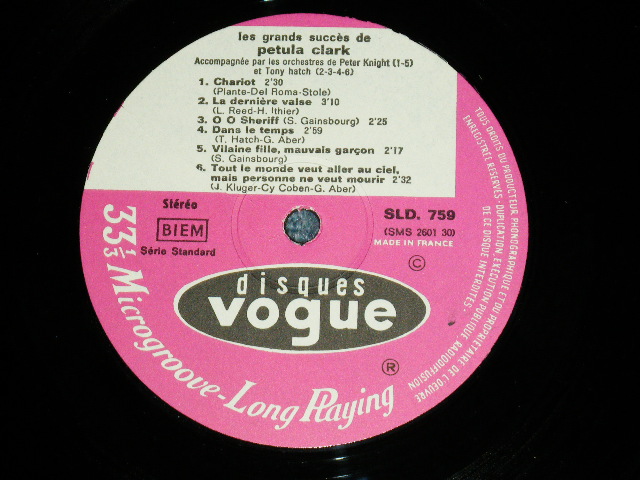 les grands succès de
petula clark
Accompagnée par les orchestres de Peter Knight (1-5)
et Tony hatch (2-3-4-6)
1. Chariot 2'30
(Plante-Del Roma-Stole)
2. La dernière valse 3'10
(L. Reed-H. Ithier)
3. O O Sheriff (S. Gainsbourg) 2'25
4. Dans le temps 2'59
(T. Hatch-G. Aber)
5. Vilaine fille, mauvais garçon 2'17
(S. Gainsbourg)
6. Tout le monde veut aller au ciel,
mais personne ne veut mourir 2'32
(J. Kluger-Cy Coben-G. Aber)
Stéréo
BIEM
Série Standard
SLD. 759
(SMS 2601 30)
MADE IN FRANCE
©
disques
vogue
®
33⅓ Microgroove-Long Playing
TOUS DROITS DU PRODUCTEUR PHONOGRAPHIQUE ET DU PROPRIETAIRE DE L'OEUVRE
ENREGISTREE RESERVES - DUPLICATION, EXECUTION PUBLIQUE RADIODIFFUSION
DE CE DISQUE INTERDITES -